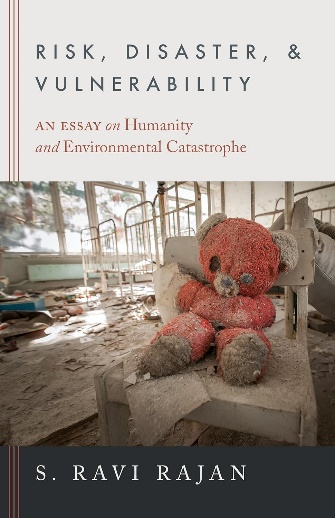 RISK, DISASTER, &
VULNERABILITY
AN ESSAY on Humanity
and Environmental Catastrophe
S. RAVI RAJAN